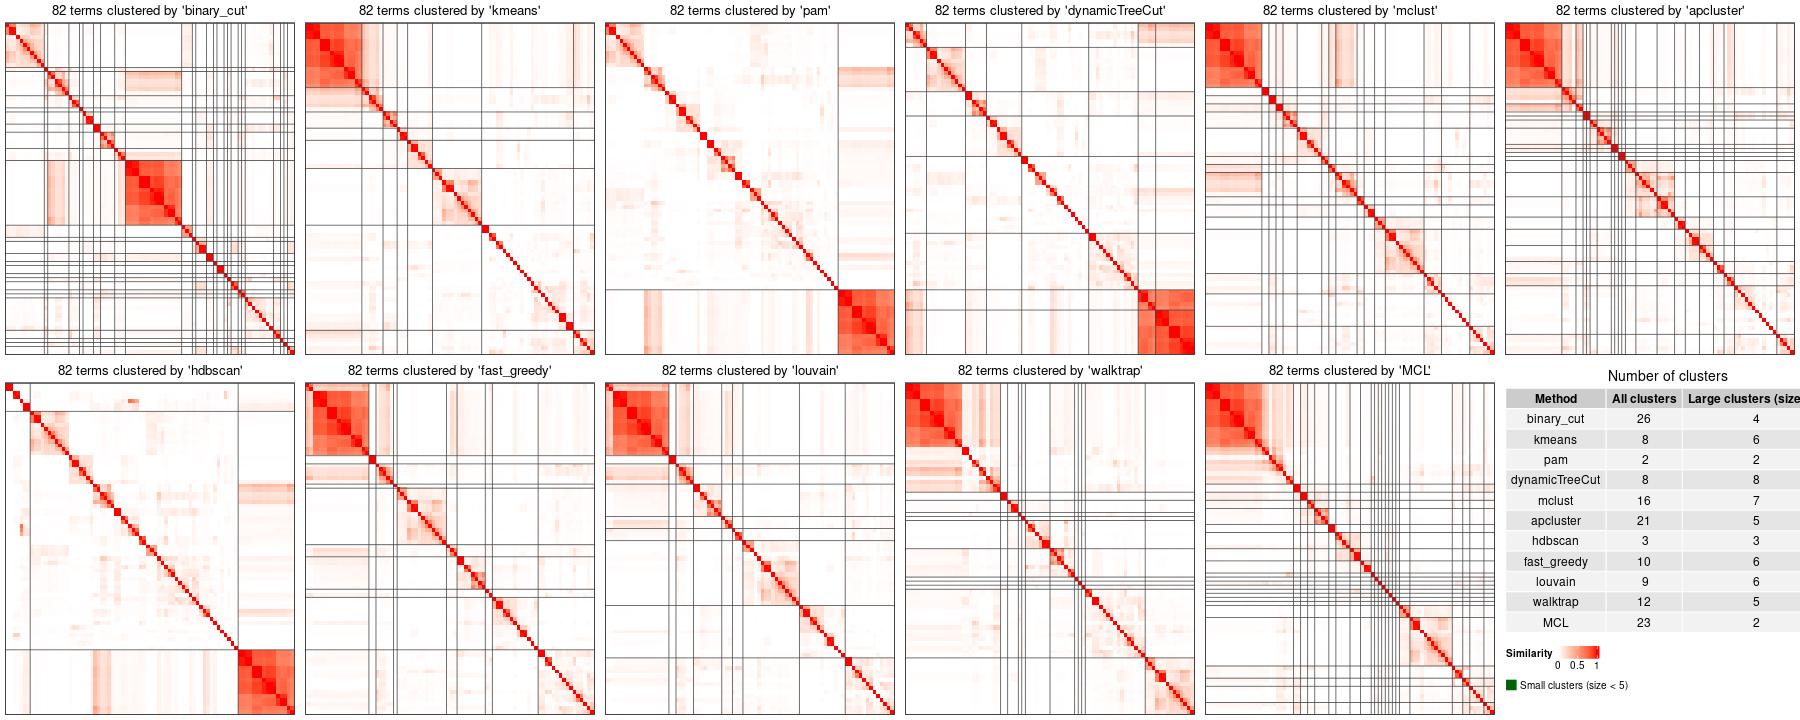 82 terms clustered by 'binary_cut'
82 terms clustered by 'kmeans'
82 terms clustered by 'pam'
82 terms clustered by 'dynamicTreeCut'
82 terms clustered by 'mclust'
82 terms clustered by 'apcluster'
82 terms clustered by 'hdbscan'
82 terms clustered by 'fast_greedy'
82 terms clustered by 'louvain'
82 terms clustered by 'walktrap'
82 terms clustered by 'MCL'
Number of clusters
Method All clusters Large clusters (size
binary_cut 26 4
kmeans 8 6
pam 2 2
dynamicTreeCut 8 8
mclust 16 7
apcluster 21 5
hdbscan 3 3
fast_greedy 10 6
louvain 9 6
walktrap 12 5
MCL 23 2
Similarity
0 0.5 1
Small clusters (size < 5)